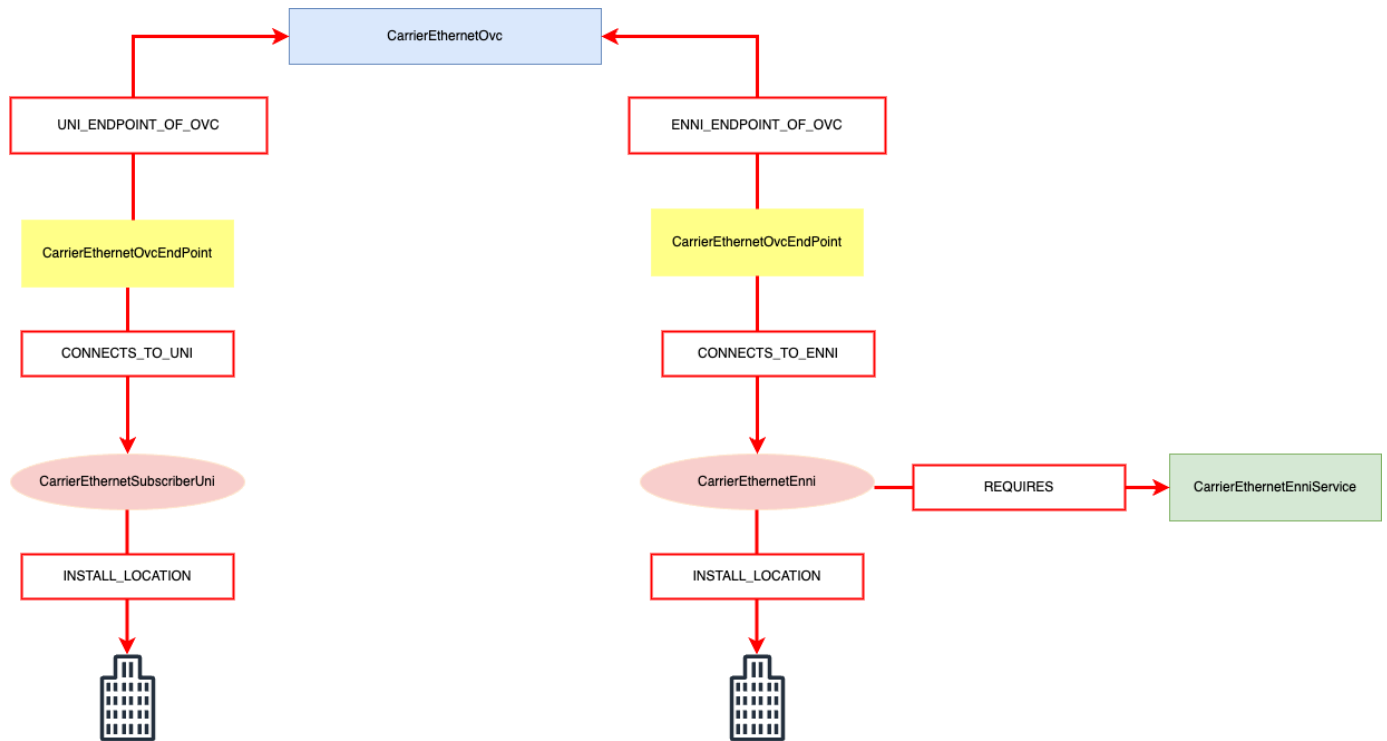 CarrierEthernetOvc
UNI_ENDPOINT_OF_OVC
ENNI_ENDPOINT_OF_OVC
CarrierEthernetOvcEndPoint
CarrierEthernetOvcEndPoint
CONNECTS_TO_UNI
CONNECTS_TO_ENNI
CarrierEthernetSubscriberUni
CarrierEthernetEnni
REQUIRES
CarrierEthernetEnniService
INSTALL_LOCATION
INSTALL_LOCATION